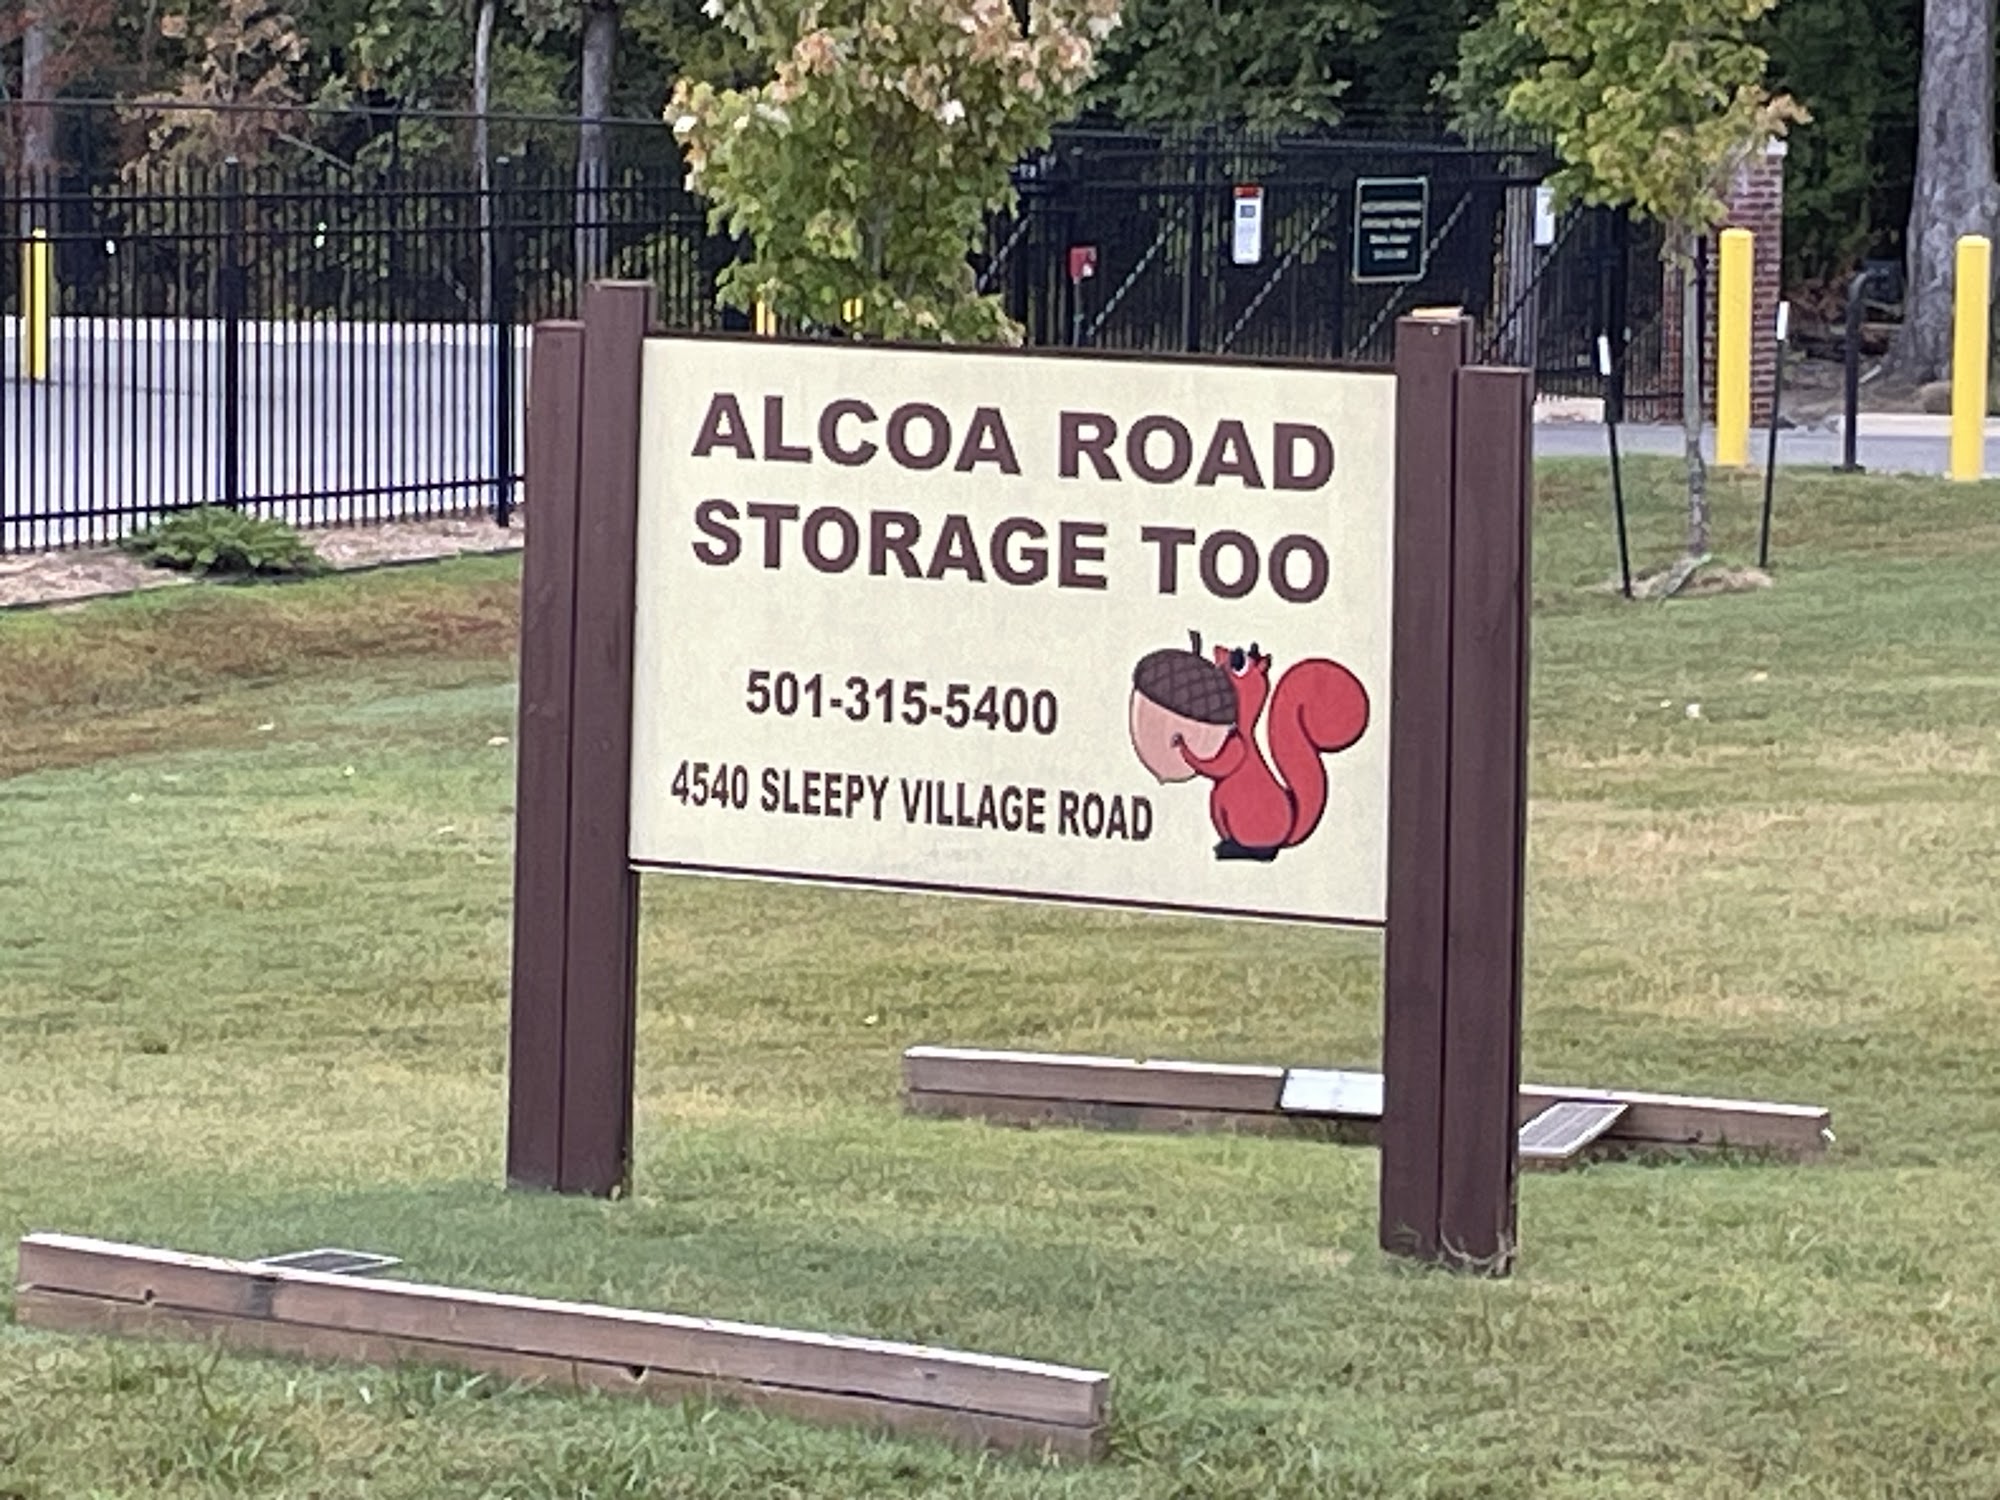 ALCOA ROAD
STORAGE TOO
501-315-5400
4540 SLEEPY VILLAGE ROAD